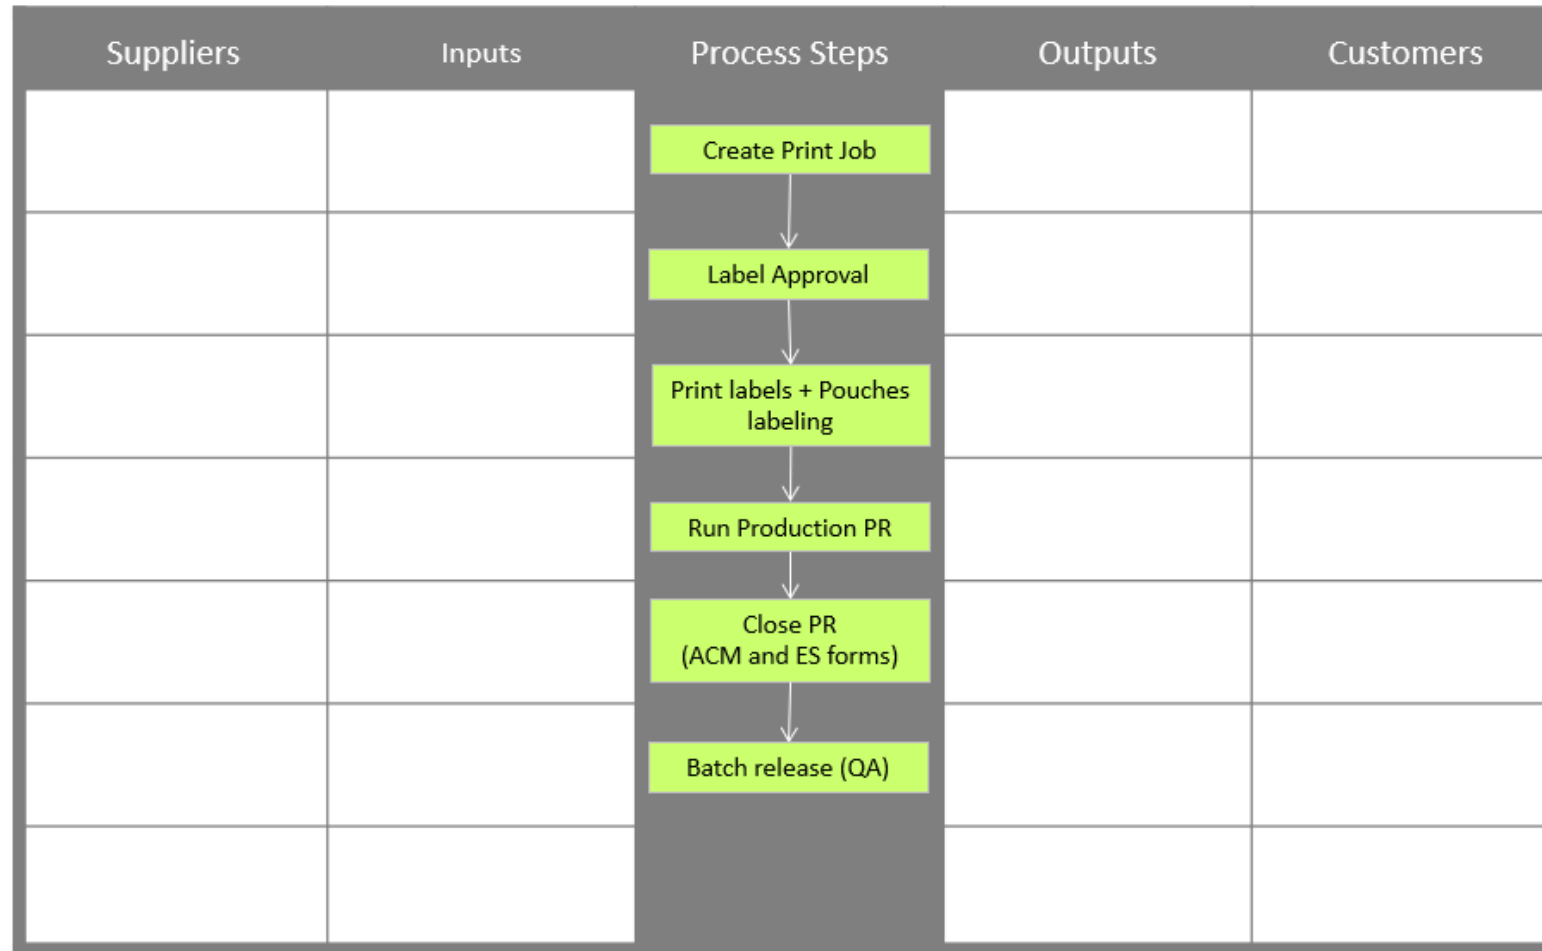 Suppliers
Inputs
Process Steps
Outputs
Customers
Create Print Job
Label Approval
Print labels + Pouches
labeling
Run Production PR
Close PR
(ACM and ES forms)
Batch release (QA)